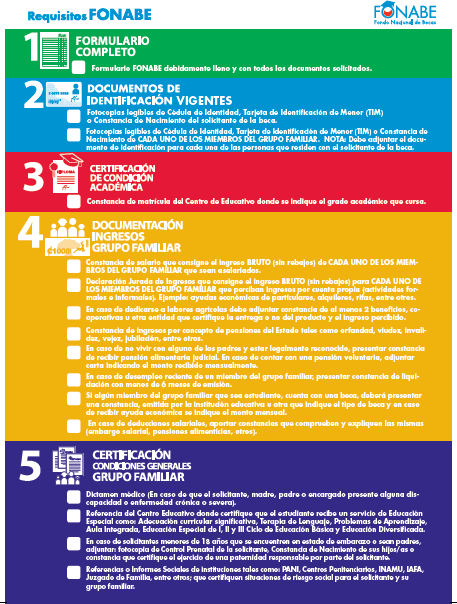 Requisitos FONABE
FONABE
Fondo Nacional de Becas
1
FORMULARIO
COMPLETO
Formulario FONABE debidamente lleno y con todos los documentos solicitados.
2
DOCUMENTOS DE
IDENTIFICACIÓN VIGENTES
Fotocopias legibles de Cédula de Identidad, Tarjeta de Identificación de Menor (TIM)
o Constancia de Nacimiento del solicitante de la beca.
Fotocopias legibles de Cédula de Identidad, Tarjeta de Identificación de Menor (TIM) o Constancia de
Nacimiento de CADA UNO DE LOS MIEMBROS DEL GRUPO FAMILIAR. NOTA: Debe adjuntar el docu-
mento de identificación para cada una de las personas que residen con el solicitante de la beca.
3
DIPLOMA
A+
CERTIFICACIÓN
DE CONDICIÓN
ACADÉMICA
Constancia de matrícula del Centro de Educativo donde se indique el grado académico que cursa.
4
₡1000
DOCUMENTACIÓN
INGRESOS
GRUPO FAMILIAR
Constancia de salario que consigne el ingreso BRUTO (sin rebajos) de CADA UNO DE LOS MIEM-
BROS DEL GRUPO FAMILIAR que sean asalariados.
Declaración Jurada de Ingresos que consigne el ingreso BRUTO (sin rebajos) para CADA UNO DE
LOS MIEMBROS DEL GRUPO FAMILIAR que perciban ingresos por cuenta propia (actividades for-
males e informales). Ejemplo: ayudas económicas de particulares, alquileres, rifas, entre otros.
En caso de dedicarse a labores agrícolas debe adjuntar constancia de al menos 2 beneficios, co-
operativas u otra entidad que certifique la entrega o no del producto y el ingreso percibido.
Constancia de ingresos por concepto de pensiones del Estado tales como orfandad, viudez, invali-
dez, vejez, jubilación, entre otros.
En caso de no vivir con alguno de los padres y estar legalmente reconocido, presentar constancia
de recibir pensión alimentaria judicial. En caso de contar con una pensión voluntaria, adjuntar
carta indicando el monto recibido mensualmente.
En caso de desempleo reciente de un miembro del grupo familiar, presentar constancia de liqui-
dación con menos de 6 meses de emisión.
Si algún miembro del grupo familiar que sea estudiante, cuenta con una beca, deberá presentar
una constancia, emitida por la institución educativa u otra que indique el tipo de beca y en caso
de recibir ayuda económica se indique el monto mensual.
En caso de deducciones salariales, aportar constancias que comprueben y expliquen las mismas
(embargo salarial, pensiones alimenticias, otros).
5
CERTIFICACIÓN
CONDICIONES GENERALES
GRUPO FAMILIAR
Dictamen médico (En caso de que el solicitante, madre, padre o encargado presente alguna dis-
capacidad o enfermedad crónica o severa).
Referencia del Centro Educativo donde certifique que el estudiante recibe un servicio de Educación
Especial como: Adecuación curricular significativa, Terapia de Lenguaje, Problemas de Aprendizaje,
Aula Integrada, Educación Especial de I, II y III Ciclo de Educación Básica y Educación Diversificada.
En caso de solicitantes menores de 18 años que se encuentren en estado de embarazo o sean padres,
adjuntar: fotocopia de Control Prenatal de la solicitante, Constancia de Nacimiento de sus hijos/as o
constancia que certifique el ejercicio de una paternidad responsable por parte del solicitante.
Referencias o Informes Sociales de Instituciones tales como: PANI, Centros Penitenciarios, INAMU, IAFA,
Juzgado de Familia, entre otros; que certifiquen situaciones de riesgo social para el solicitante y su
grupo familiar.